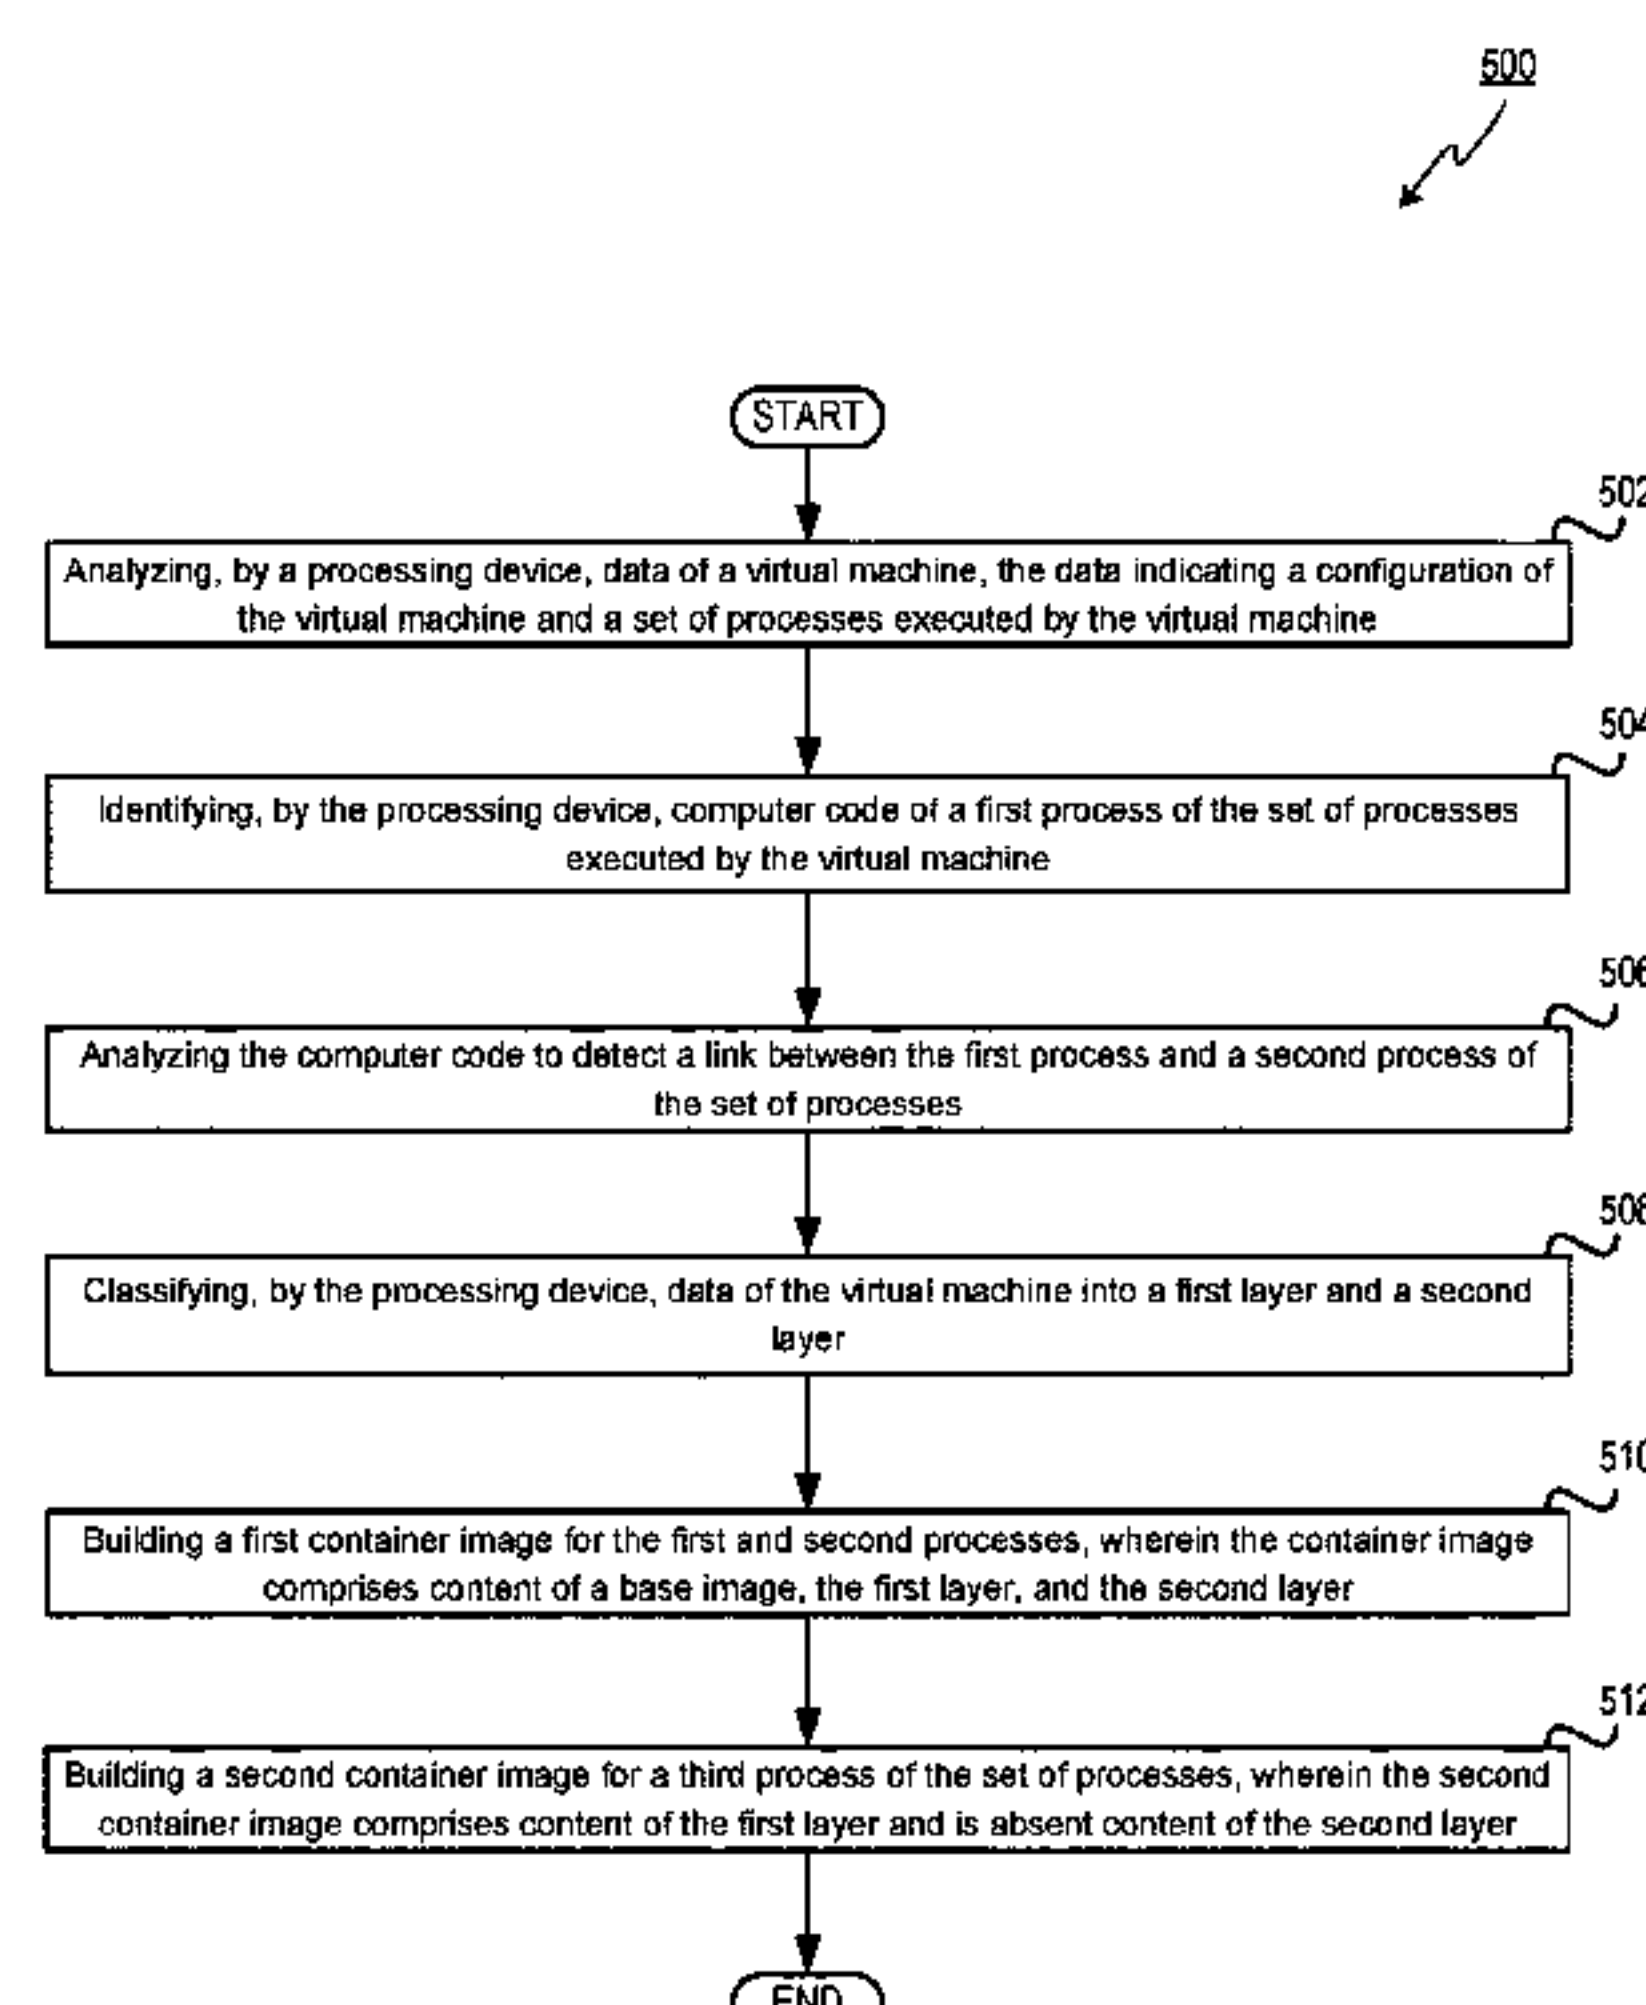 500
START
502
Analyzing, by a processing device, data of a virtual machine, the data indicating a configuration of
the virtual machine and a set of processes executed by the virtual machine
504
Identifying, by the processing device, computer code of a first process of the set of processes
executed by the virtual machine
506
Analyzing the computer code to detect a link between the first process and a second process of
the set of processes
508
Classifying, by the processing device, data of the virtual machine into a first layer and a second
layer
510
Building a first container image for the first and second processes, wherein the container image
comprises content of a base image, the first layer, and the second layer
512
Building a second container image for a third process of the set of processes, wherein the second
container image comprises content of the first layer and is absent content of the second layer
END